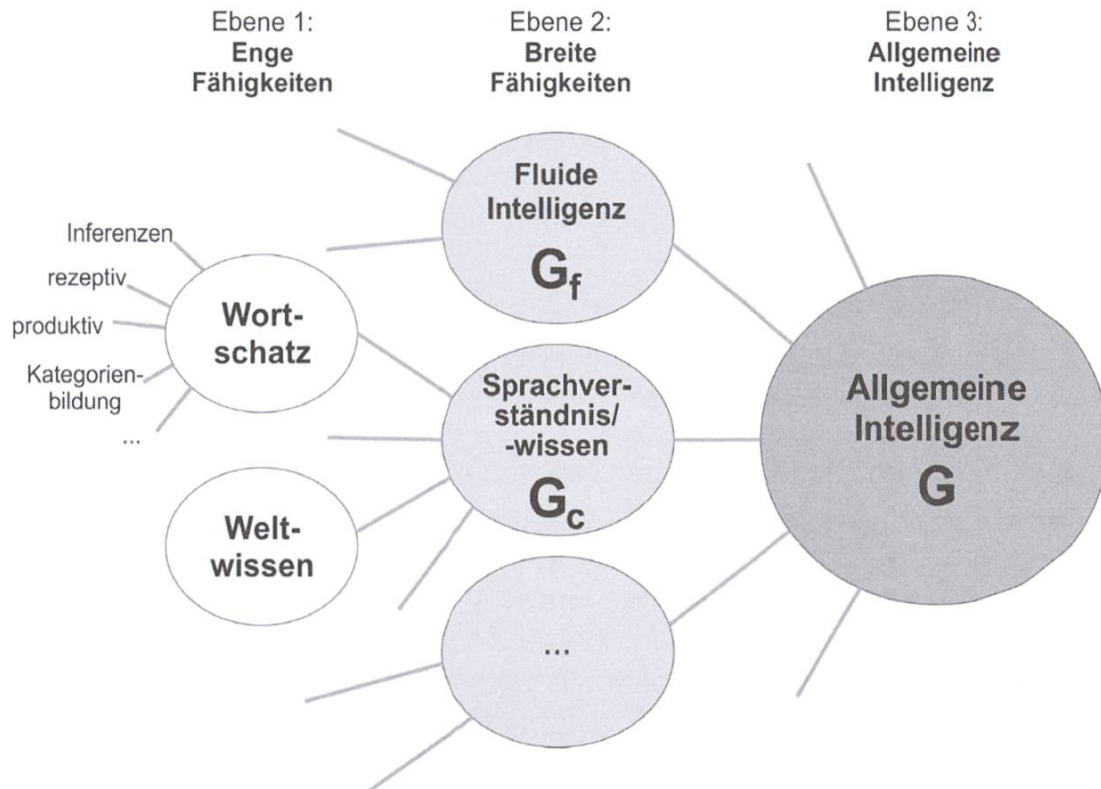 Ebene 1:
Enge
Fähigkeiten
Ebene 2:
Breite
Fähigkeiten
Ebene 3:
Allgemeine
Intelligenz
Fluide
Intelligenz
Gf
Inferenzen
rezeptiv
produktiv
Kategorien-
bildung
...
Wort-
schatz
Sprachver-
ständnis/
-wissen
Gc
Allgemeine
Intelligenz
G
Welt-
wissen
...